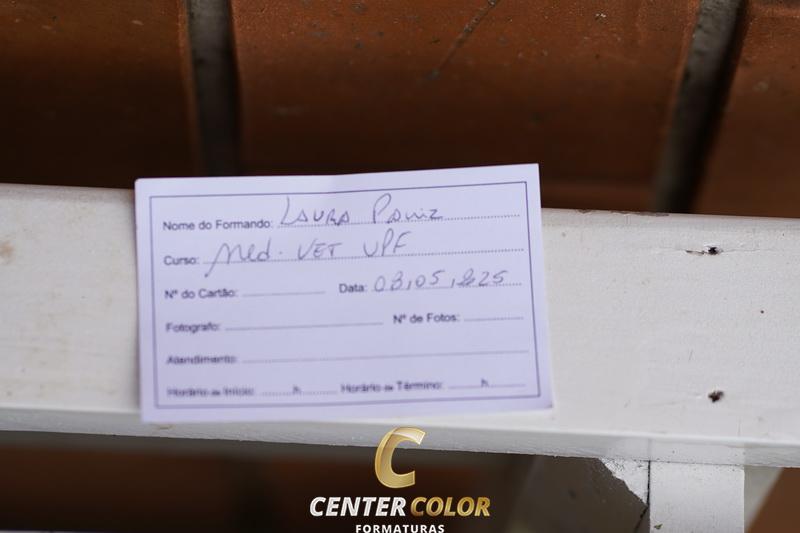 Nome do Formando: LAURA Paniz
Curso: Med. VET UPF
Nº do Cartão: Data: 03,05,2025
Fotografo: Nº de Fotos:
Atendimento:
Horário de Início: h Horário de Término: h
C
CENTER COLOR
FORMATURAS